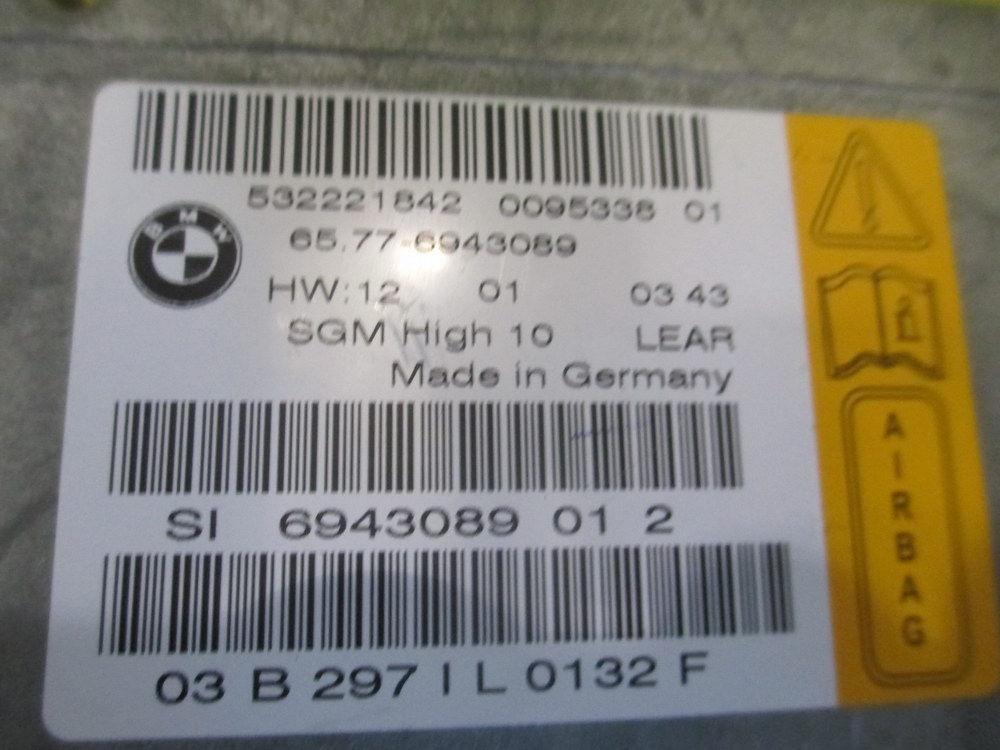 532221842 0095338 01
BMW
65.77-6943089
HW:12 01 03 43
SGM High 10 LEAR
Made in Germany
SI 6943089 01 2
03 B 297 I L 0132 F
AIRBAG